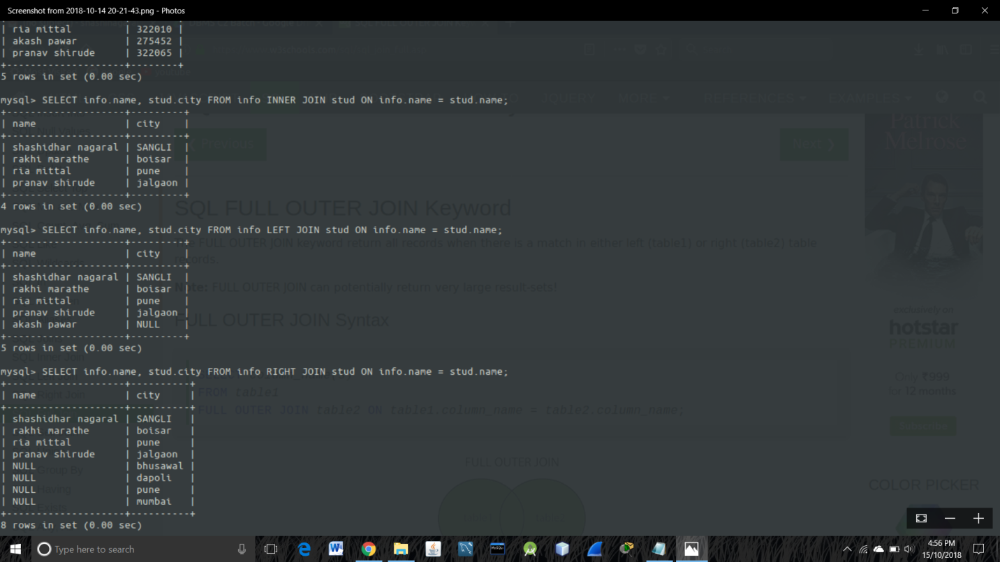 Screenshot from 2018-10-14 20-21-43.png - Photos
| ria mittal | 322010 |
| akash pawar | 275452 |
| pranav shirude | 322065 |
+-------------------+--------+
5 rows in set (0.00 sec)
youtube
mysql> SELECT info.name, stud.city FROM info INNER JOIN stud ON info.name = stud.name;
JQUERY MORE REFERENCES EXAMPLES
+-------------------+---------+
| name | city |
+-------------------+---------+
| shashidhar nagaral | SANGLI |
| rakhi marathe | boisar |
| ria mittal | pune |
| pranav shirude | jalgaon |
+-------------------+---------+
4 rows in set (0.00 sec)
Previous
Next ❯
Patrick
Melrose
SQL FULL OUTER JOIN Keyword
mysql> SELECT info.name, stud.city FROM info LEFT JOIN stud ON info.name = stud.name;
+-------------------+---------+
| name | city |
+-------------------+---------+
| shashidhar nagaral | SANGLI |
| rakhi marathe | boisar |
| ria mittal | pune |
| pranav shirude | jalgaon |
| akash pawar | NULL |
+-------------------+---------+
5 rows in set (0.00 sec)
The FULL OUTER JOIN keyword return all records when there is a match in either left (table1) or right (table2) table
records.
Note: FULL OUTER JOIN can potentially return very large result-sets!
FULL OUTER JOIN Syntax
exclusively on
hotstar
PREMIUM
Only ₹999
for 12 months
Subscribe
SQL Inner Join
mysql> SELECT info.name, stud.city FROM info RIGHT JOIN stud ON info.name = stud.name;
+-------------------+----------+
| name | city |
+-------------------+----------+
| shashidhar nagaral | SANGLI |
| rakhi marathe | boisar |
| ria mittal | pune |
| pranav shirude | jalgaon |
| NULL | bhusawal |
| NULL | dapoli |
| NULL | pune |
| NULL | mumbai |
+-------------------+----------+
8 rows in set (0.00 sec)
Right Join
Group By
Having
Exists
FROM table1
FULL OUTER JOIN table2 ON table1.column_name = table2.column_name;
FULL OUTER JOIN
COLOR PICKER
Type here to search
4:56 PM
15/10/2018